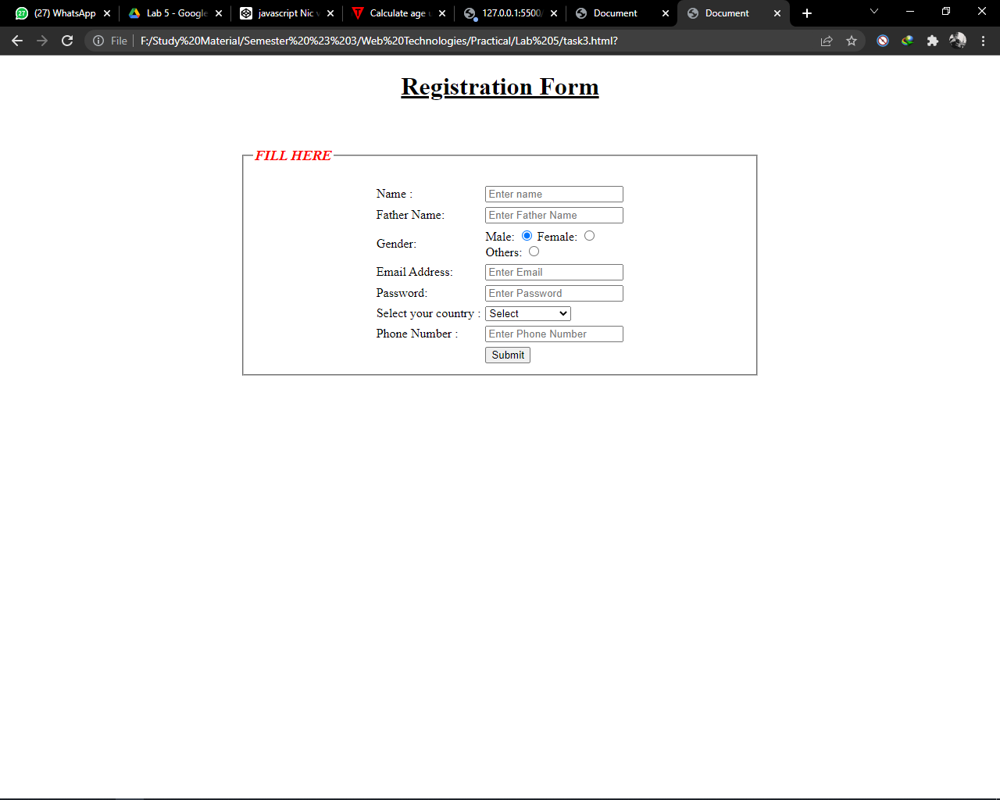 (27) WhatsApp
Lab 5 - Google
javascript Nic v
Calculate age u
127.0.0.1:5500/
Document
Document
File
F:/Study%20Material/Semester%20%23%203/Web%20Technologies/Practical/Lab%205/task3.html?
Registration Form
FILL HERE
Name :
Enter name
Father Name:
Enter Father Name
Gender:
Male: Female:
Others:
Email Address:
Enter Email
Password:
Enter Password
Select your country :
Select
Phone Number :
Enter Phone Number
Submit